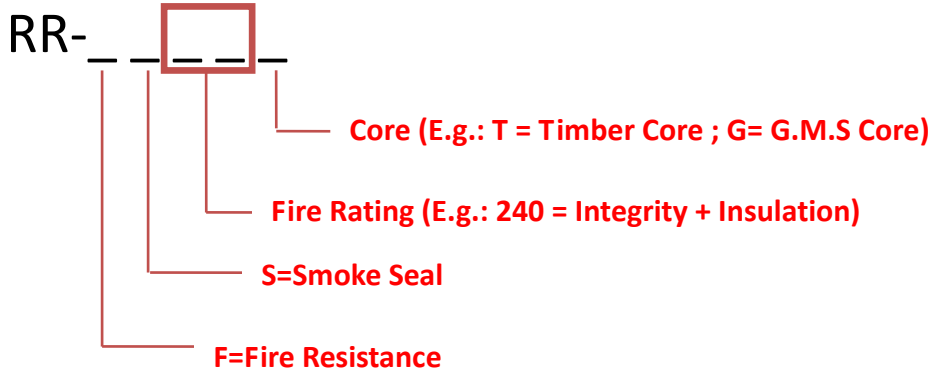 RR-_ _ _ _ _
Core (E.g.: T = Timber Core ; G= G.M.S Core)
Fire Rating (E.g.: 240 = Integrity + Insulation)
S=Smoke Seal
F=Fire Resistance